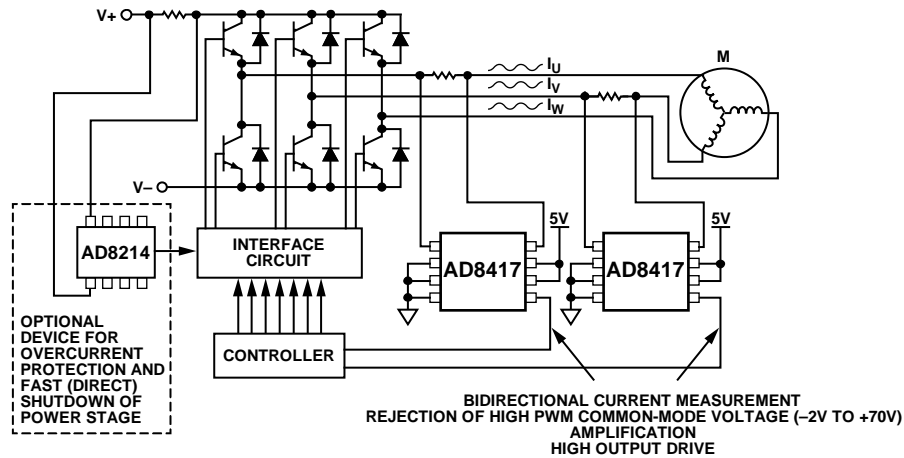 V+
I_U
I_V
I_W
M
V–
5V
5V
AD8214
INTERFACE
CIRCUIT
AD8417
AD8417
CONTROLLER
OPTIONAL
DEVICE FOR
OVERCURRENT
PROTECTION AND
FAST (DIRECT)
SHUTDOWN OF
POWER STAGE
BIDIRECTIONAL CURRENT MEASUREMENT
REJECTION OF HIGH PWM COMMON-MODE VOLTAGE (–2V TO +70V)
AMPLIFICATION
HIGH OUTPUT DRIVE